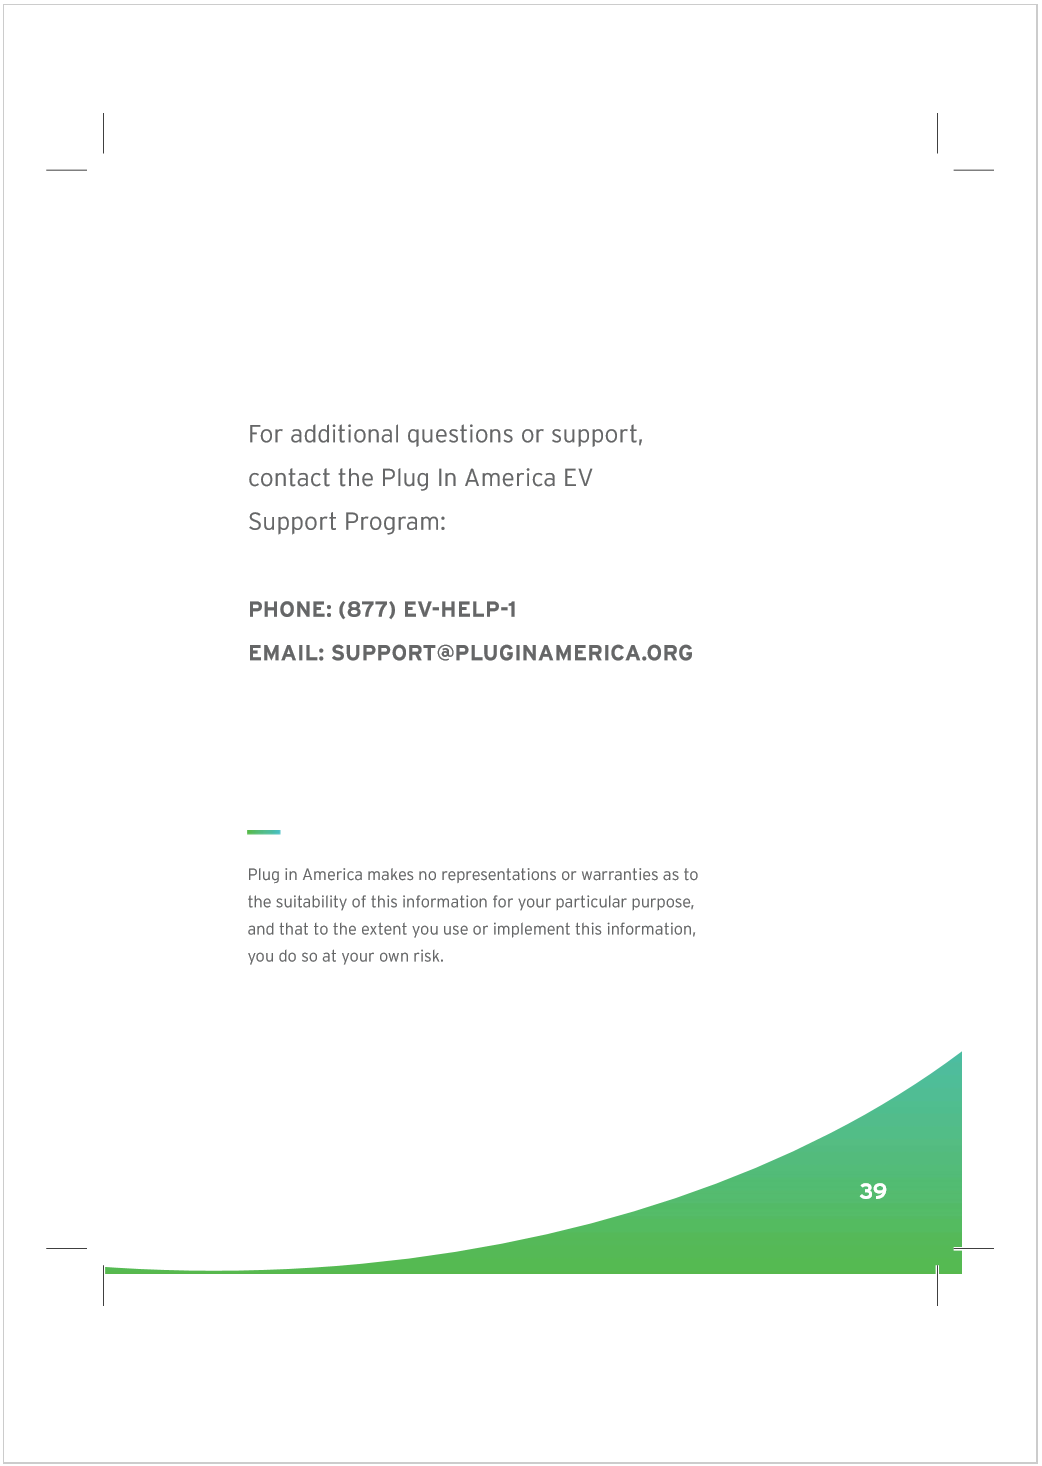 For additional questions or support,
contact the Plug In America EV
Support Program:
PHONE: (877) EV-HELP-1
EMAIL: SUPPORT@PLUGINAMERICA.ORG
Plug in America makes no representations or warranties as to
the suitability of this information for your particular purpose,
and that to the extent you use or implement this information,
you do so at your own risk.
39